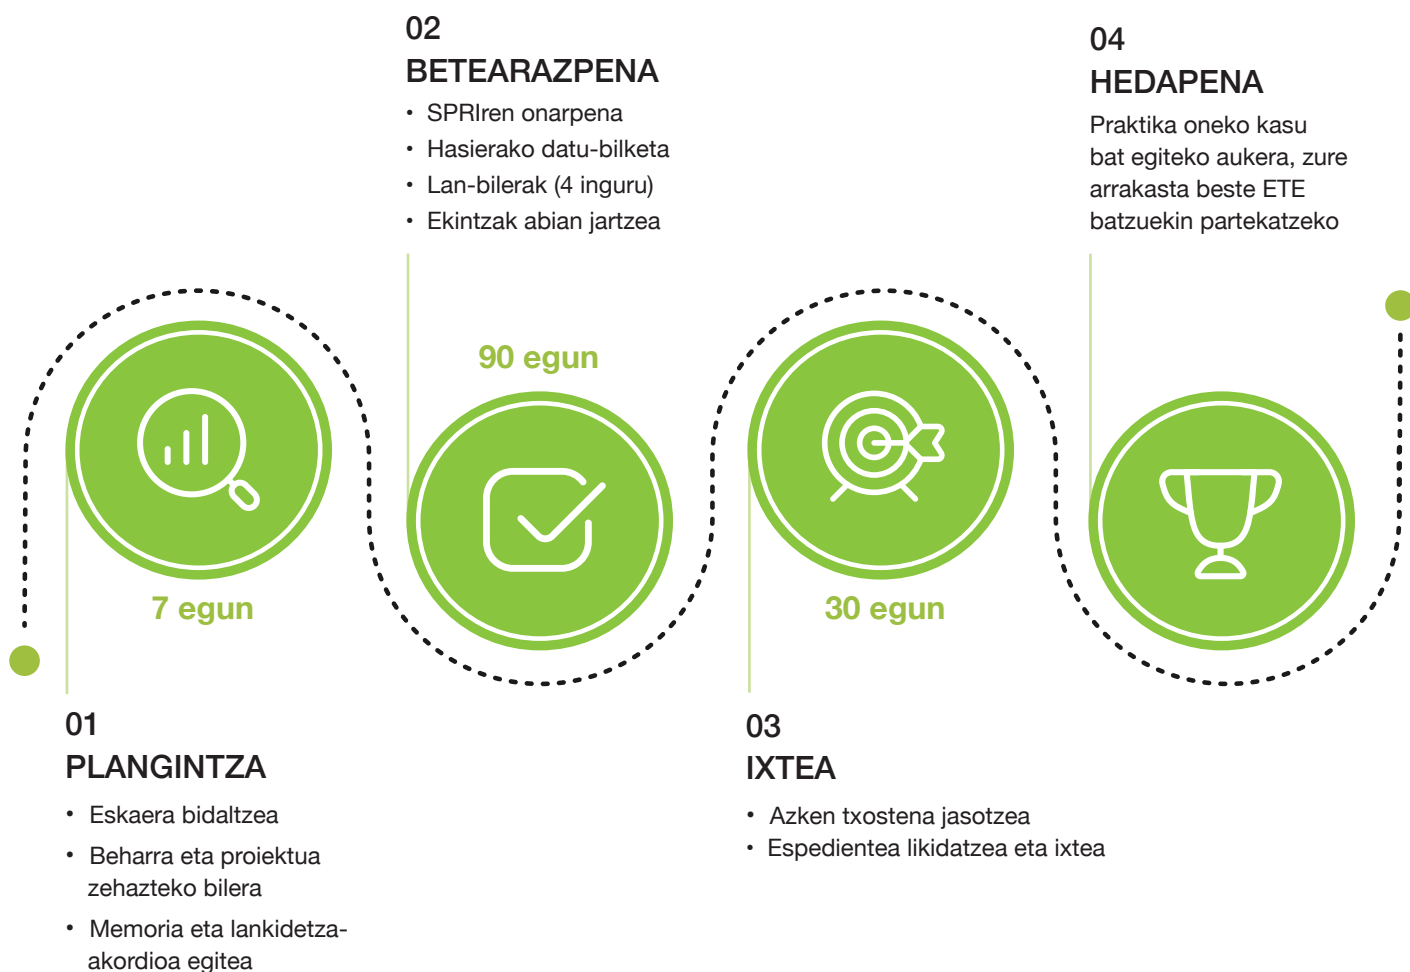 01
PLANGINTZA
• Eskaera bidaltzea
• Beharra eta proiektua
zehazteko bilera
• Memoria eta lankidetza-
akordioa egitea
7 egun
02
BETEARAZPENA
• SPRIren onarpena
• Hasierako datu-bilketa
• Lan-bilerak (4 inguru)
• Ekintzak abian jartzea
90 egun
03
IXTEA
• Azken txostena jasotzea
• Espedientea likidatzea eta ixtea
30 egun
04
HEDAPENA
Praktika oneko kasu
bat egiteko aukera, zure
arrakasta beste ETE
batzuekin partekatzeko